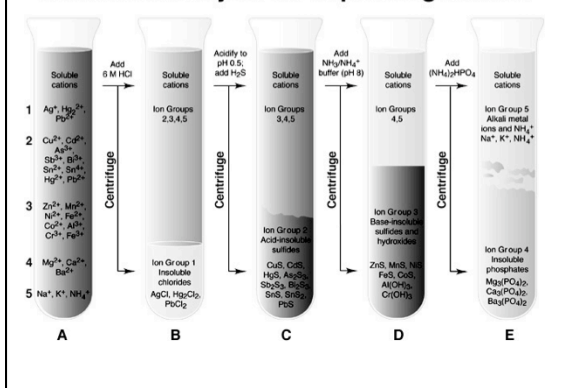 Add
6 M HCl
Acidify to
pH 0.5;
add H₂S
Add
NH₃/NH₄⁺
buffer (pH 8)
Add
(NH₄)₂HPO₄
Soluble
cations
1 Ag⁺, Hg₂²⁺,
Pb²⁺
2 Cu²⁺, Cd²⁺,
As³⁺,
Sb³⁺, Bi³⁺,
Sn²⁺, Sn⁴⁺,
Hg²⁺, Pb²⁺
3 Zn²⁺, Mn²⁺,
Ni²⁺, Fe²⁺,
Co²⁺, Al³⁺,
Cr³⁺, Fe³⁺
4 Mg²⁺, Ca²⁺,
Ba²⁺
5 Na⁺, K⁺, NH₄⁺
A
Centrifuge
Soluble
cations
Ion Groups
2,3,4,5
Ion Group 1
Insoluble
chlorides
AgCl, Hg₂Cl₂,
PbCl₂
B
Centrifuge
Soluble
cations
Ion Groups
3,4,5
Ion Group 2
Acid-insoluble
sulfides
CuS, CdS,
HgS, As₂S₃,
Sb₂S₃, Bi₂S₃,
SnS, SnS₂,
PbS
C
Centrifuge
Soluble
cations
Ion Groups
4,5
Ion Group 3
Base-insoluble
sulfides and
hydroxides
ZnS, MnS, NiS
FeS, CoS,
Al(OH)₃,
Cr(OH)₃
D
Centrifuge
Soluble
cations
Ion Group 5
Alkali metal
ions and NH₄⁺
Na⁺, K⁺, NH₄⁺
Ion Group 4
Insoluble
phosphates
Mg₃(PO₄)₂,
Ca₃(PO₄)₂,
Ba₃(PO₄)₂
E